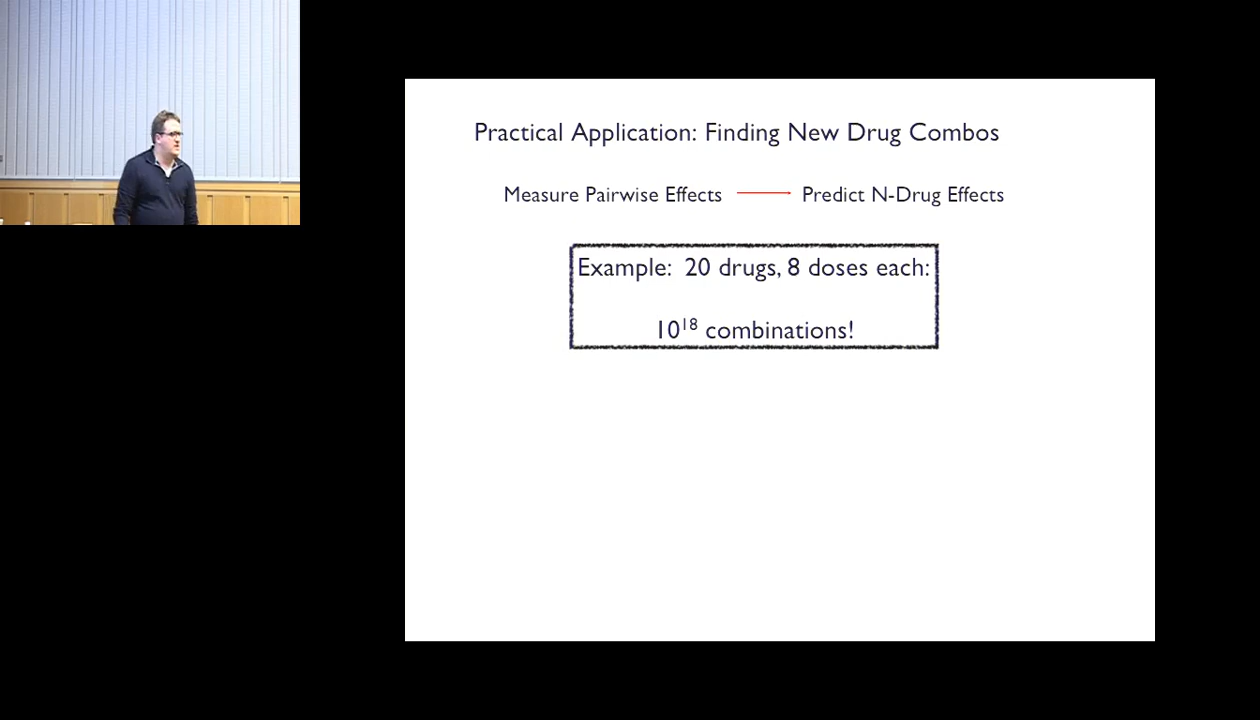 Practical Application: Finding New Drug Combos
Measure Pairwise Effects → Predict N-Drug Effects
Example: 20 drugs, 8 doses each:
10¹⁸ combinations!